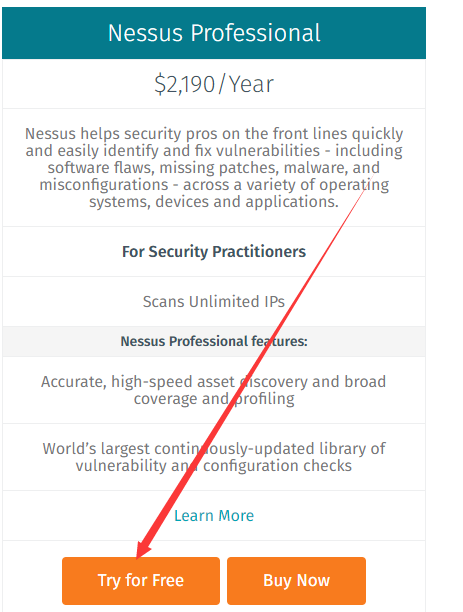 Nessus Professional
$2,190/Year
Nessus helps security pros on the front lines quickly
and easily identify and fix vulnerabilities - including
software flaws, missing patches, malware, and
misconfigurations - across a variety of operating
systems, devices and applications.
For Security Practitioners
Scans Unlimited IPs
Nessus Professional features:
Accurate, high-speed asset discovery and broad
coverage and profiling
World’s largest continuously-updated library of
vulnerability and configuration checks
Learn More
Try for Free
Buy Now